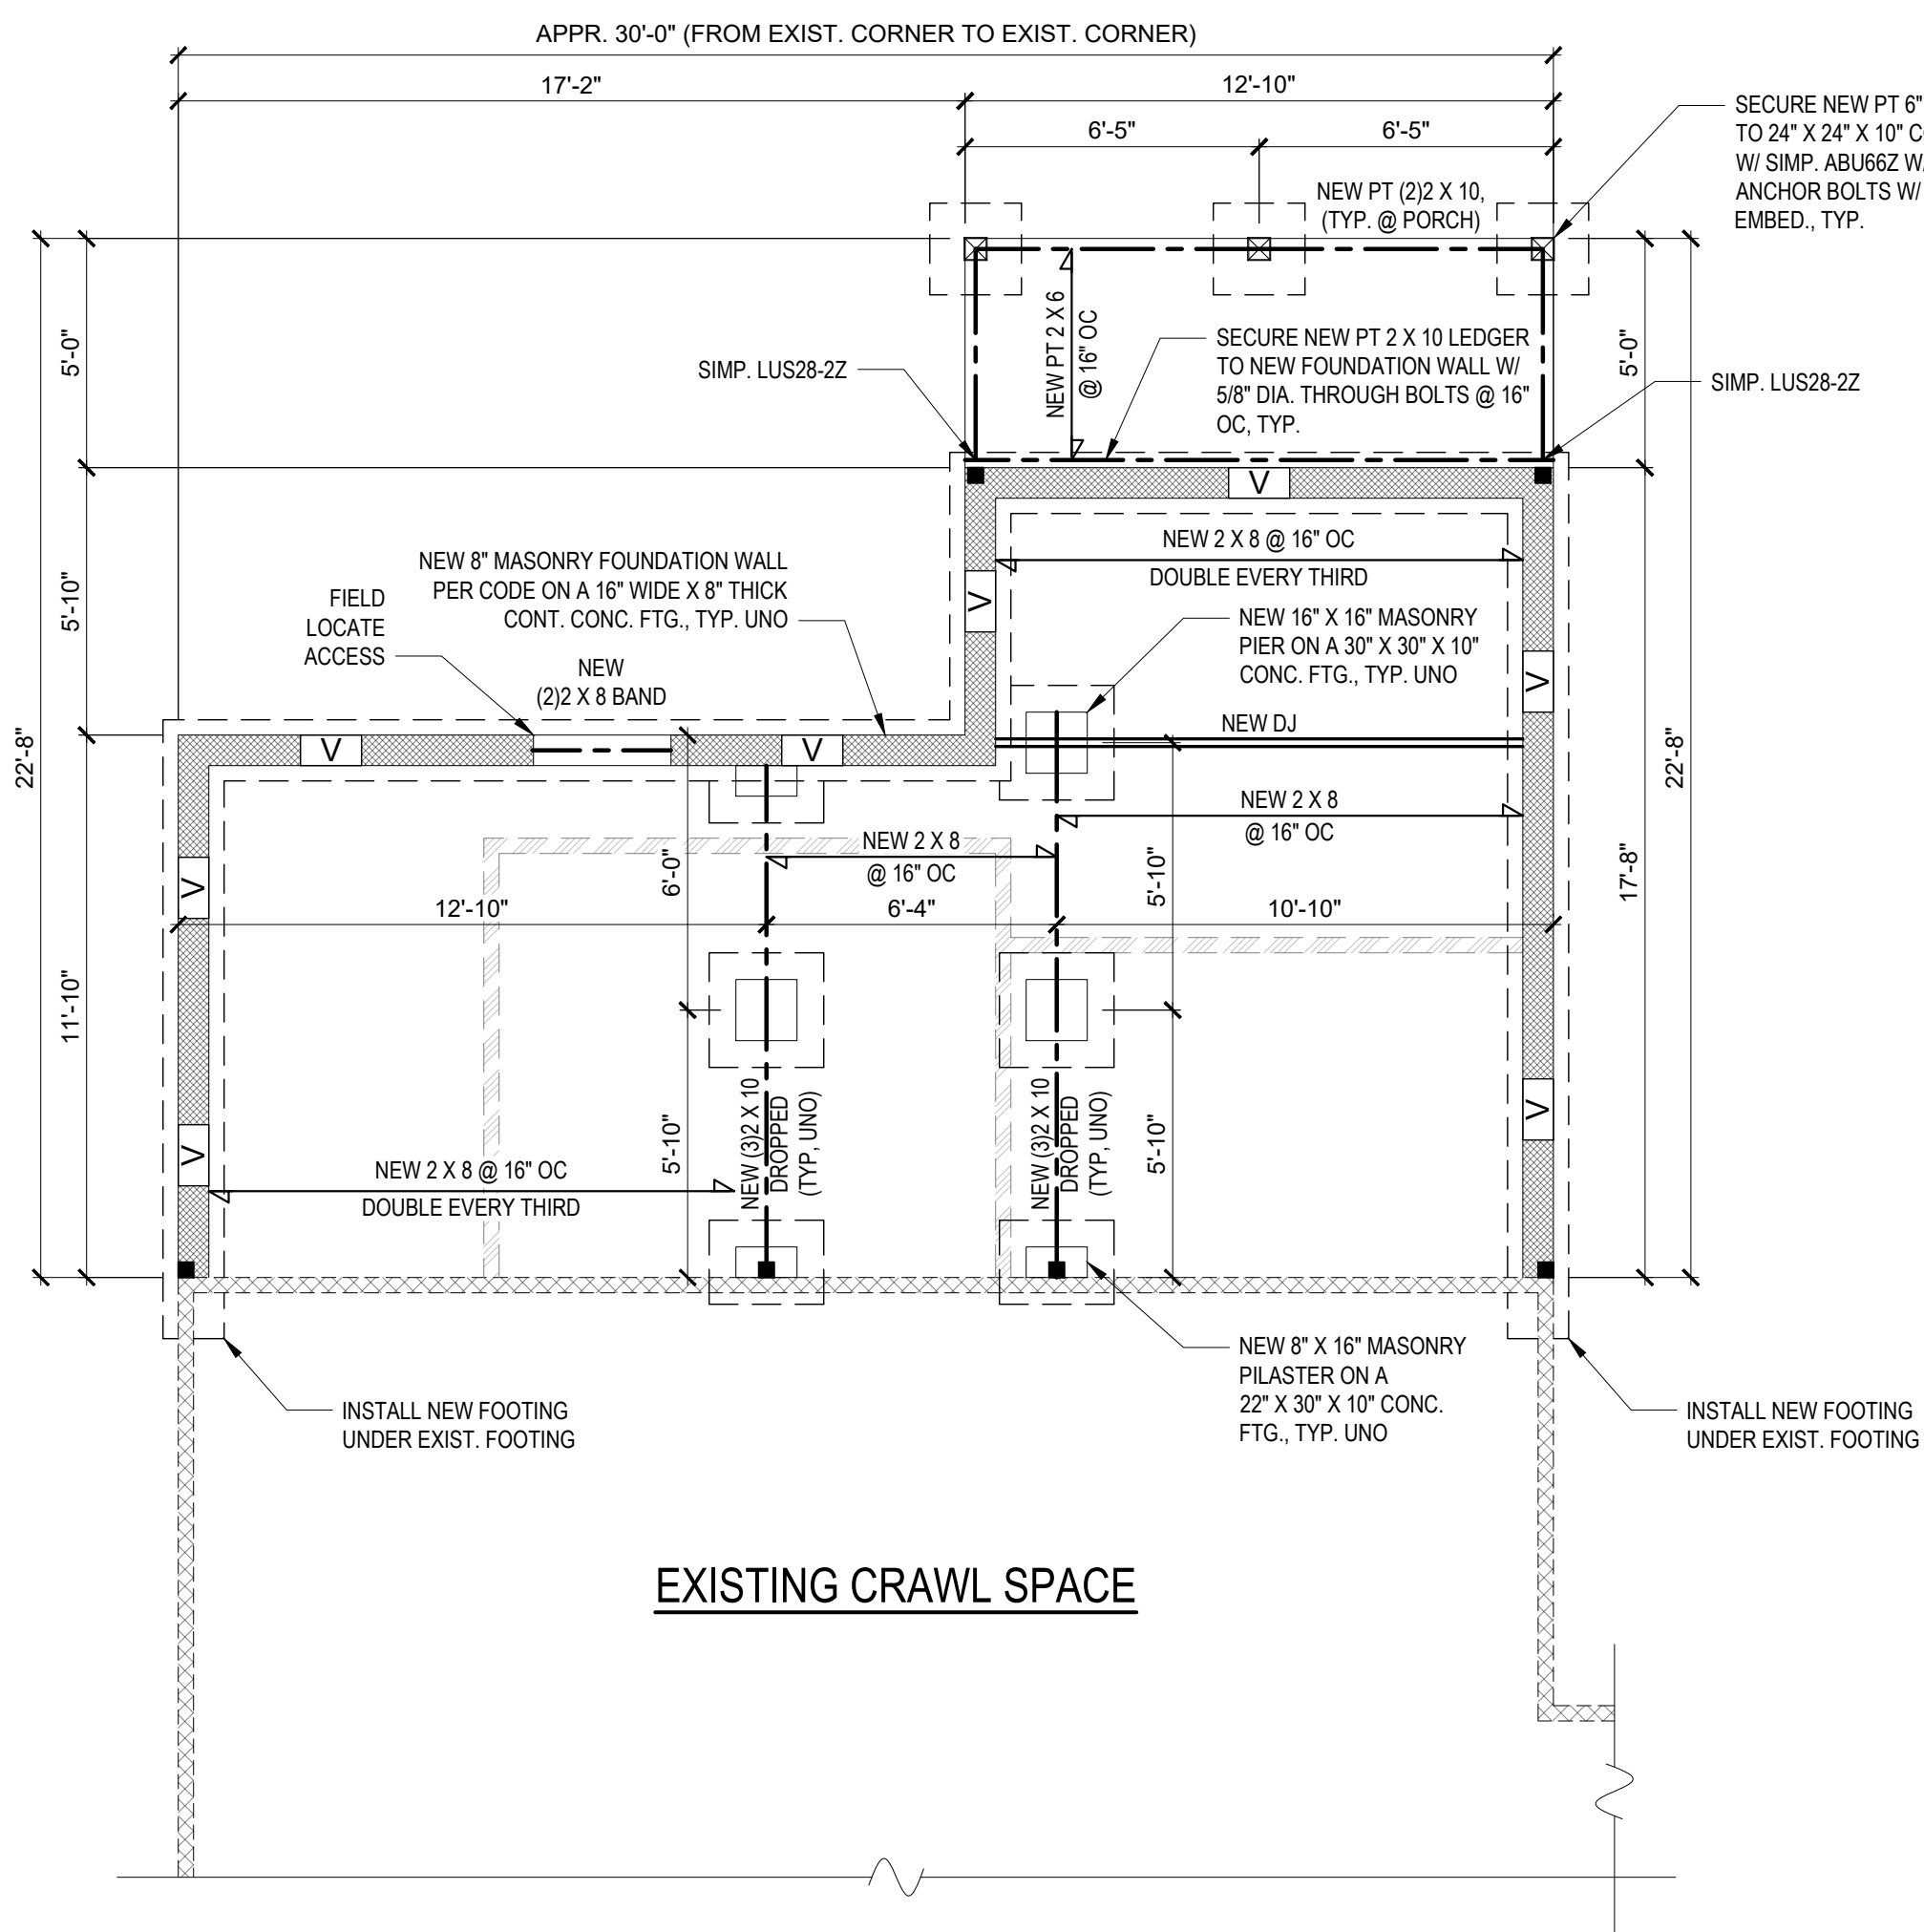 APPR. 30'-0" (FROM EXIST. CORNER TO EXIST. CORNER)
17'-2"
12'-10"
6'-5"
6'-5"
SECURE NEW PT 6"
TO 24" X 24" X 10"
W/ SIMP. ABU66Z
ANCHOR BOLTS W/
EMBED., TYP.
NEW PT (2)2 X 10,
(TYP. @ PORCH)
NEW PT 2 X 6
@ 16" OC
SECURE NEW PT 2 X 10 LEDGER
TO NEW FOUNDATION WALL W/
5/8" DIA. THROUGH BOLTS @ 16"
OC, TYP.
5'-0"
5'-0"
SIMP. LUS28-2Z
SIMP. LUS28-2Z
V
NEW 2 X 8 @ 16" OC
DOUBLE EVERY THIRD
NEW 8" MASONRY FOUNDATION WALL
PER CODE ON A 16" WIDE X 8" THICK
CONT. CONC. FTG., TYP. UNO
FIELD
LOCATE
ACCESS
NEW
(2)2 X 8 BAND
5'-10"
V
NEW 16" X 16" MASONRY
PIER ON A 30" X 30" X 10"
CONC. FTG., TYP. UNO
V
NEW DJ
22'-8"
22'-8"
V
V
NEW 2 X 8
@ 16" OC
NEW 2 X 8
@ 16" OC
6'-0"
5'-10"
17'-8"
V
12'-10"
6'-4"
10'-10"
11'-10"
V
V
5'-10"
NEW (3)2 X 10
DROPPED
(TYP, UNO)
NEW (3)2 X 10
DROPPED
(TYP, UNO)
5'-10"
NEW 2 X 8 @ 16" OC
DOUBLE EVERY THIRD
NEW 8" X 16" MASONRY
PILASTER ON A
22" X 30" X 10" CONC.
FTG., TYP. UNO
INSTALL NEW FOOTING
UNDER EXIST. FOOTING
INSTALL NEW FOOTING
UNDER EXIST. FOOTING
EXISTING CRAWL SPACE